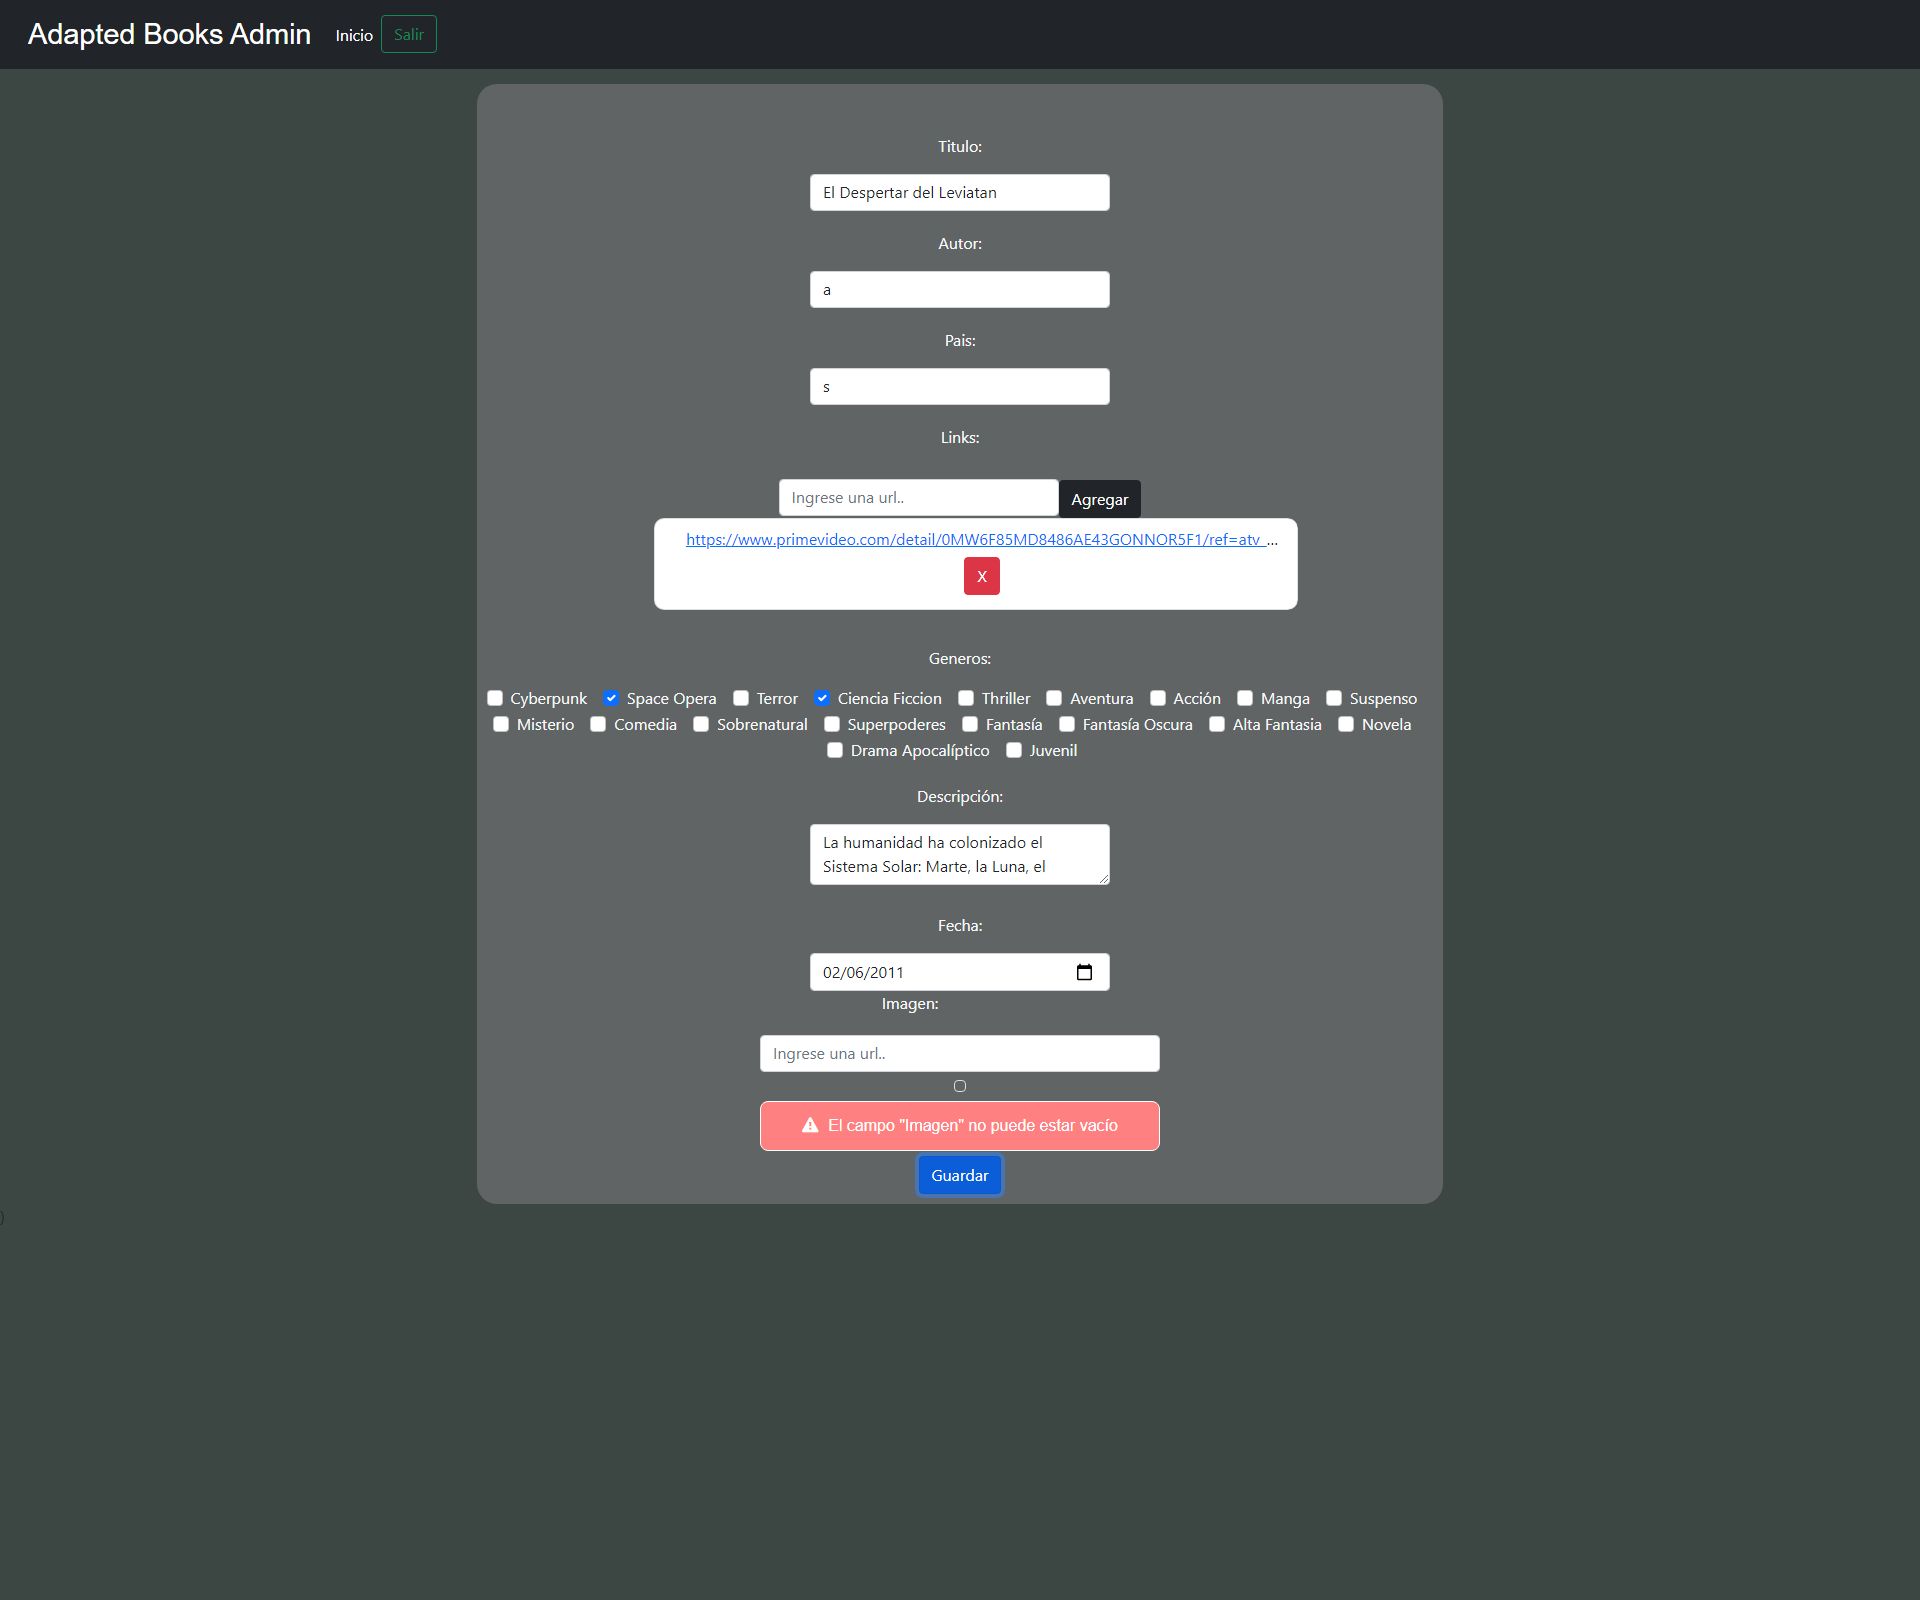 Adapted Books Admin Inicio Salir
Titulo:
El Despertar del Leviatan
Autor:
a
Pais:
s
Links:
Ingrese una url.. Agregar
https://www.primevideo.com/detail/0MW6F85MD8486AE43GONNOR5F1/ref=atv_...
X
Generos:
Cyberpunk Space Opera Terror Ciencia Ficcion Thriller Aventura Acción Manga Suspenso
Misterio Comedia Sobrenatural Superpoderes Fantasía Fantasía Oscura Alta Fantasia Novela
Drama Apocalíptico Juvenil
Descripción:
La humanidad ha colonizado el
Sistema Solar: Marte, la Luna, el
Fecha:
02/06/2011
Imagen:
Ingrese una url..
El campo "Imagen" no puede estar vacío
Guardar
)